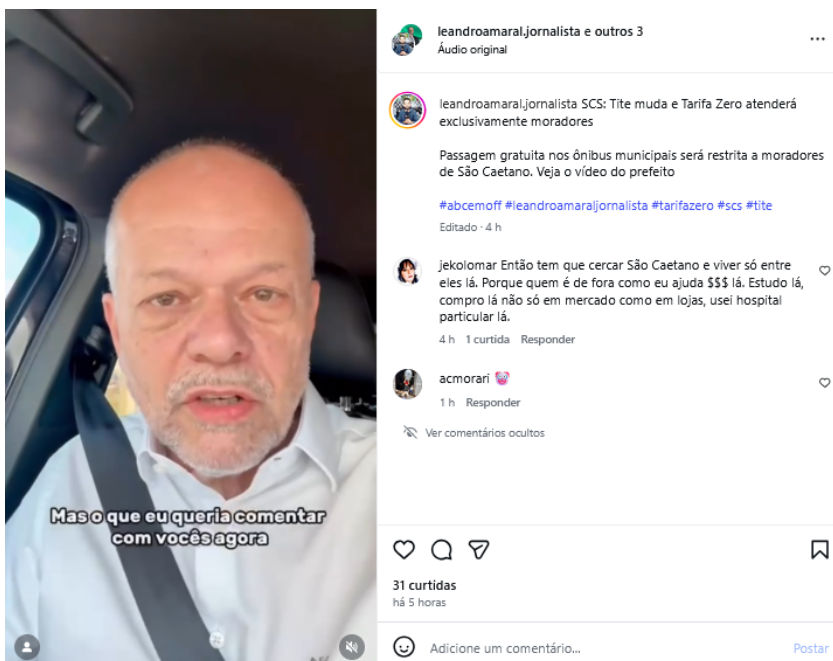 leandroamaral.jornalista e outros 3
Áudio original
leandroamaral.jornalista SCS: Tite muda e Tarifa Zero atenderá
exclusivamente moradores
Passagem gratuita nos ônibus municipais será restrita a moradores
de São Caetano. Veja o vídeo do prefeito
#abcemoff #leandroamaraljornalista #tarifazero #scs #tite
Editado · 4 h
jekolomar Então tem que cercar São Caetano e viver só entre
eles lá. Porque quem é de fora como eu ajuda $$$ lá. Estudo lá,
compro lá não só em mercado como em lojas, usei hospital
particular lá.
4 h 1 curtida Responder
acmorari 🤡
1 h Responder
Ver comentários ocultos
Mas o que eu queria comentar
com vocês agora
31 curtidas
há 5 horas
Adicione um comentário...
Postar